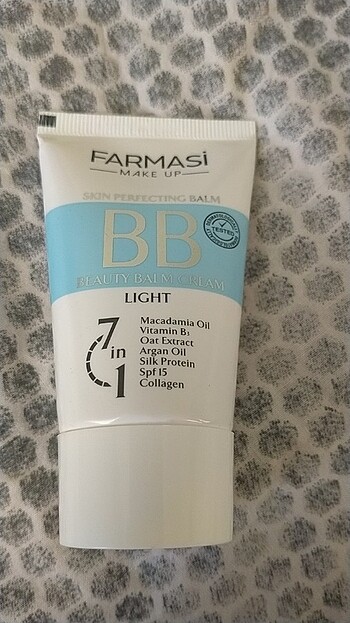 FARMASi
MAKE UP
SKIN PERFECTING BALM
BB
TESTED
BEAUTY BALM CREAM
LIGHT
7 in 1
Macadamia Oil
Vitamin B₃
Oat Extract
Argan Oil
Silk Protein
Spf 15
Collagen